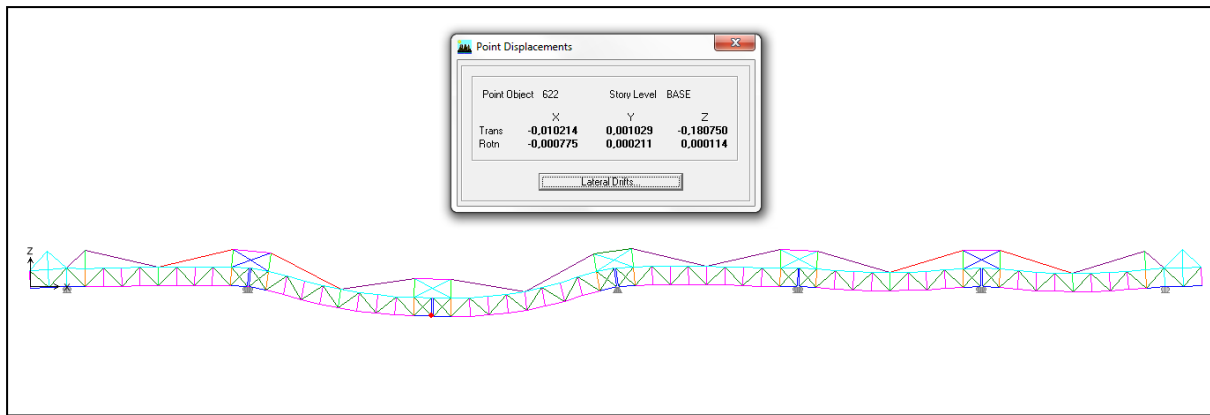 Point Displacements
Point Object 622 Story Level BASE
X Y Z
Trans -0,010214 0,001029 -0,180750
Rotn -0,000775 0,000211 0,000114
Lateral Drifts...
Z
X